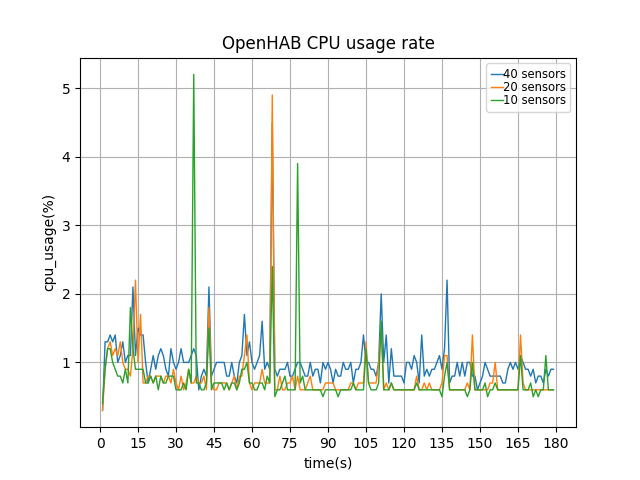 OpenHAB CPU usage rate
40 sensors
20 sensors
10 sensors
cpu_usage(%)
5
4
3
2
1
0 15 30 45 60 75 90 105 120 135 150 165 180
time(s)